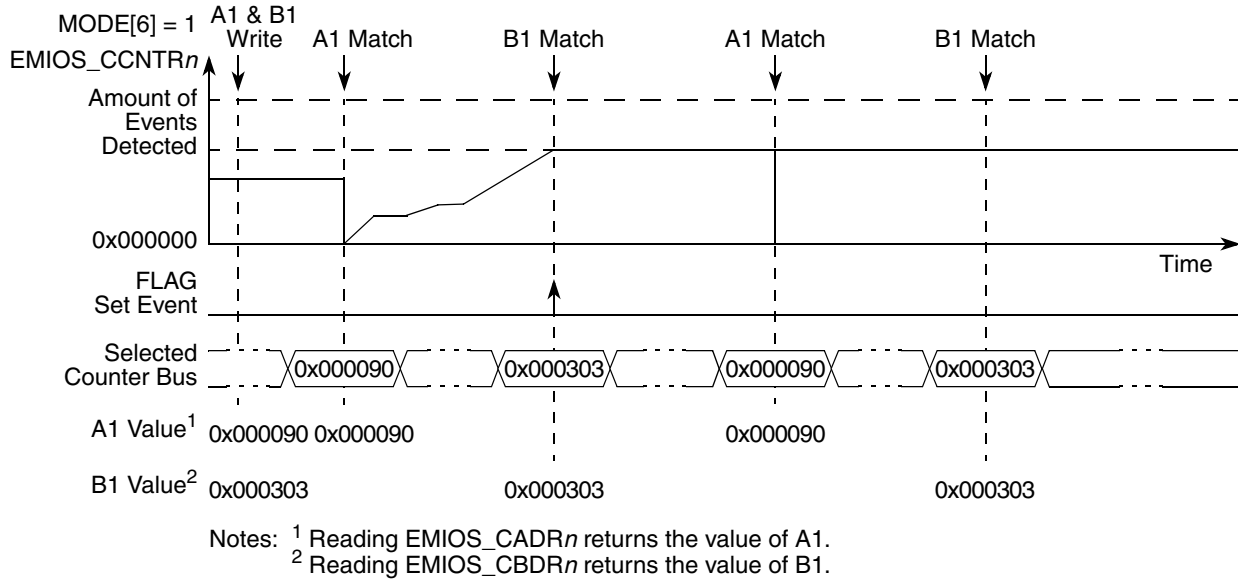 MODE[6] = 1
A1 & B1
Write
A1 Match
B1 Match
A1 Match
B1 Match
EMIOS_CCNTRn
Amount of
Events
Detected
0x000000
Time
FLAG
Set Event
Selected
Counter Bus
0x000090
0x000303
0x000090
0x000303
A1 Value1
0x000090
0x000090
0x000090
B1 Value2
0x000303
0x000303
0x000303
Notes: 1 Reading EMIOS_CADRn returns the value of A1.
2 Reading EMIOS_CBDRn returns the value of B1.